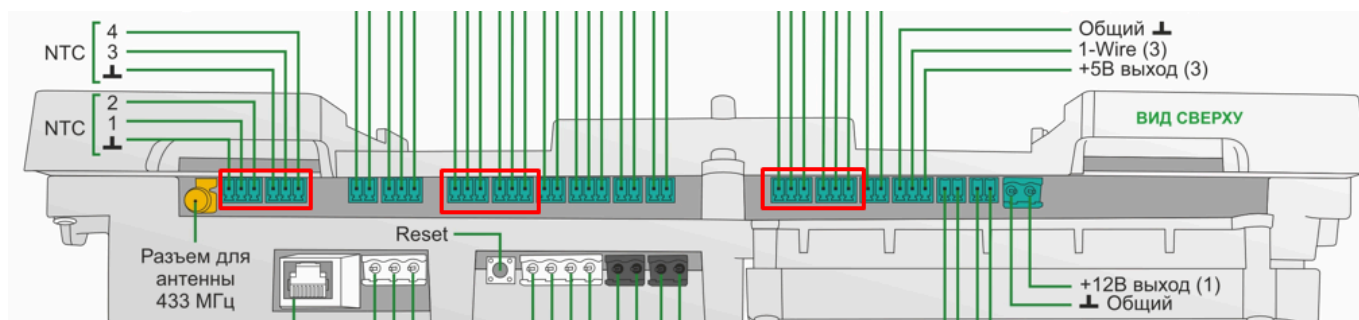 4
NTC 3
2
NTC 1
Общий
1-Wire (3)
+5В выход (3)
ВИД СВЕРХУ
Reset
Разъем для
антенны
433 МГц
+12В выход (1)
Общий